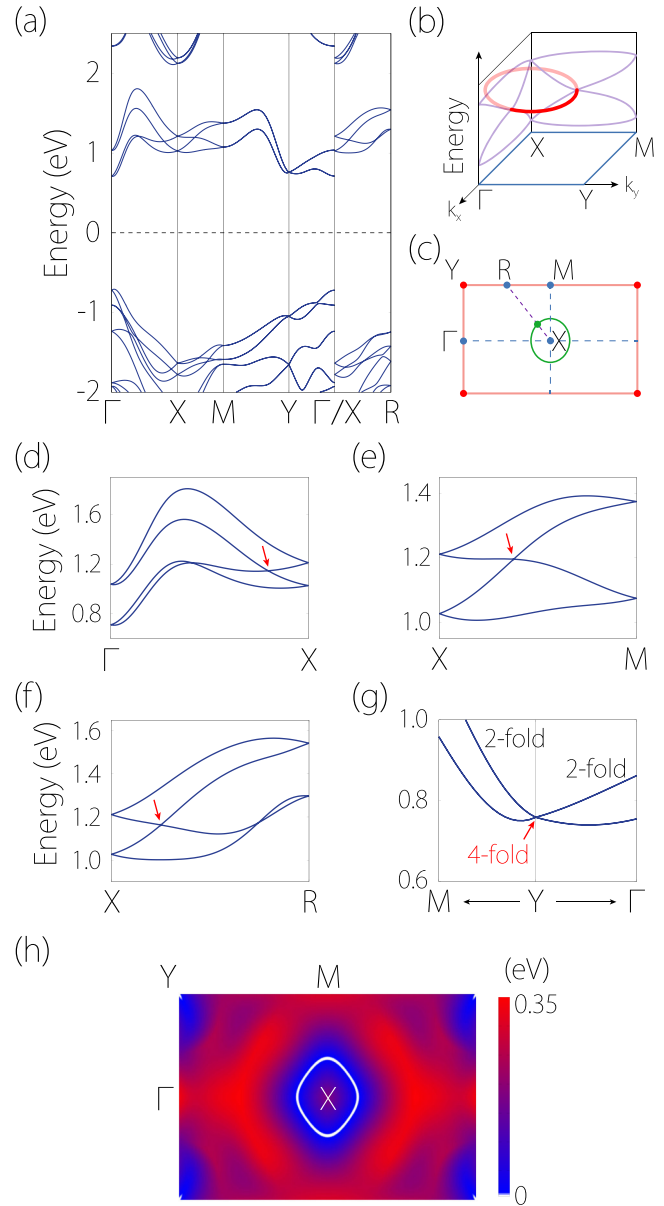 (a)
Energy (eV)
2
1
0
-1
-2
Γ X M Y Γ/X R
(b)
Energy
X M
Γ Y
kₓ kᵧ
(c)
Y R M
Γ X
(d)
Energy (eV)
1.6
1.2
0.8
Γ X
(e)
1.4
1.2
1.0
X M
(f)
Energy (eV)
1.6
1.4
1.2
1.0
X R
(g)
1.0
0.8
0.6
2-fold
2-fold
4-fold
M Y Γ
(h)
Y M
Γ X
(eV)
0.35
0